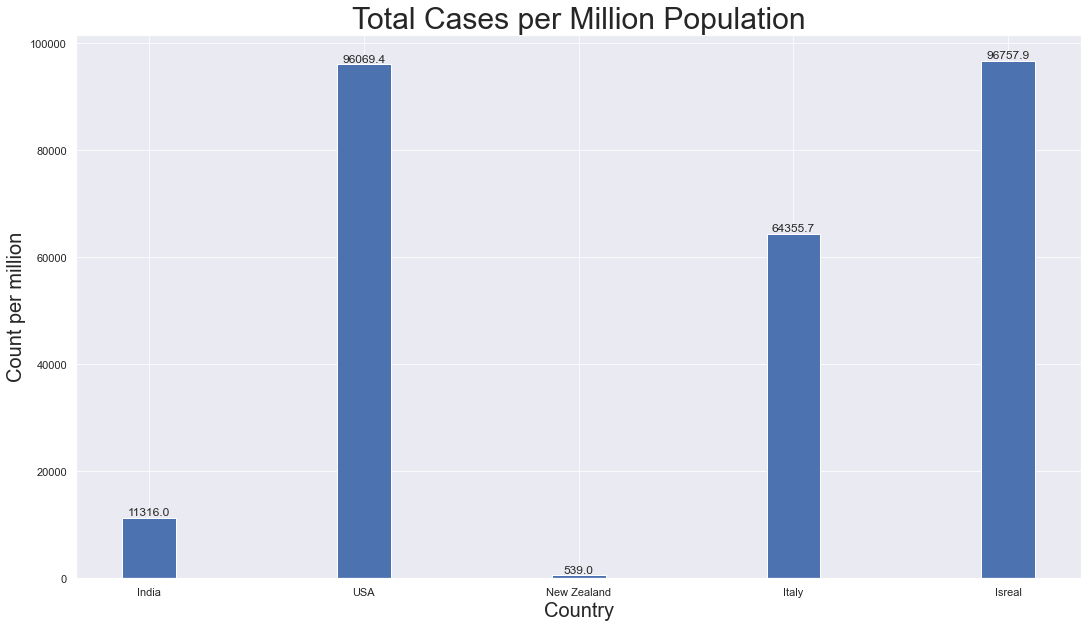 Total Cases per Million Population
100000
80000
60000
40000
20000
0
Count per million
11316.0
96069.4
539.0
64355.7
96757.9
India
USA
New Zealand
Italy
Isreal
Country